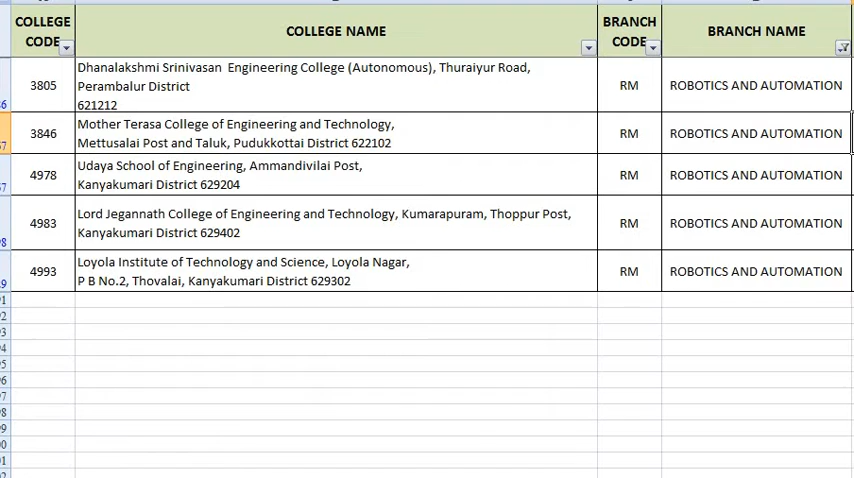 COLLEGE CODE COLLEGE NAME BRANCH CODE BRANCH NAME
3805 Dhanalakshmi Srinivasan Engineering College (Autonomous), Thuraiyur Road, RM ROBOTICS AND AUTOMATION
Perambalur District
621212
3846 Mother Terasa College of Engineering and Technology, RM ROBOTICS AND AUTOMATION
Mettusalai Post and Taluk, Pudukkottai District 622102
4978 Udaya School of Engineering, Ammandivilai Post, RM ROBOTICS AND AUTOMATION
Kanyakumari District 629204
4983 Lord Jegannath College of Engineering and Technology, Kumarapuram, Thoppur Post, RM ROBOTICS AND AUTOMATION
Kanyakumari District 629402
4993 Loyola Institute of Technology and Science, Loyola Nagar, RM ROBOTICS AND AUTOMATION
P B No.2, Thovalai, Kanyakumari District 629302